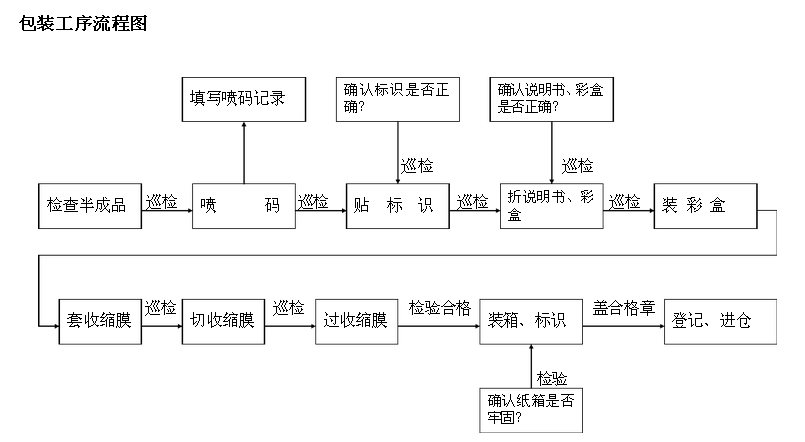 包装工序流程图
填写喷码记录
确认标识是否正
确?
确认说明书、彩盒
是否正确?
巡检
巡检
检查半成品
巡检
喷 码
巡检
贴 标 识
巡检
折说明书、彩
盒
巡检
装 彩 盒
套收缩膜
巡检
切收缩膜
巡检
过收缩膜
检验合格
装箱、标识
盖合格章
登记、进仓
检验
确认纸箱是否
牢固?